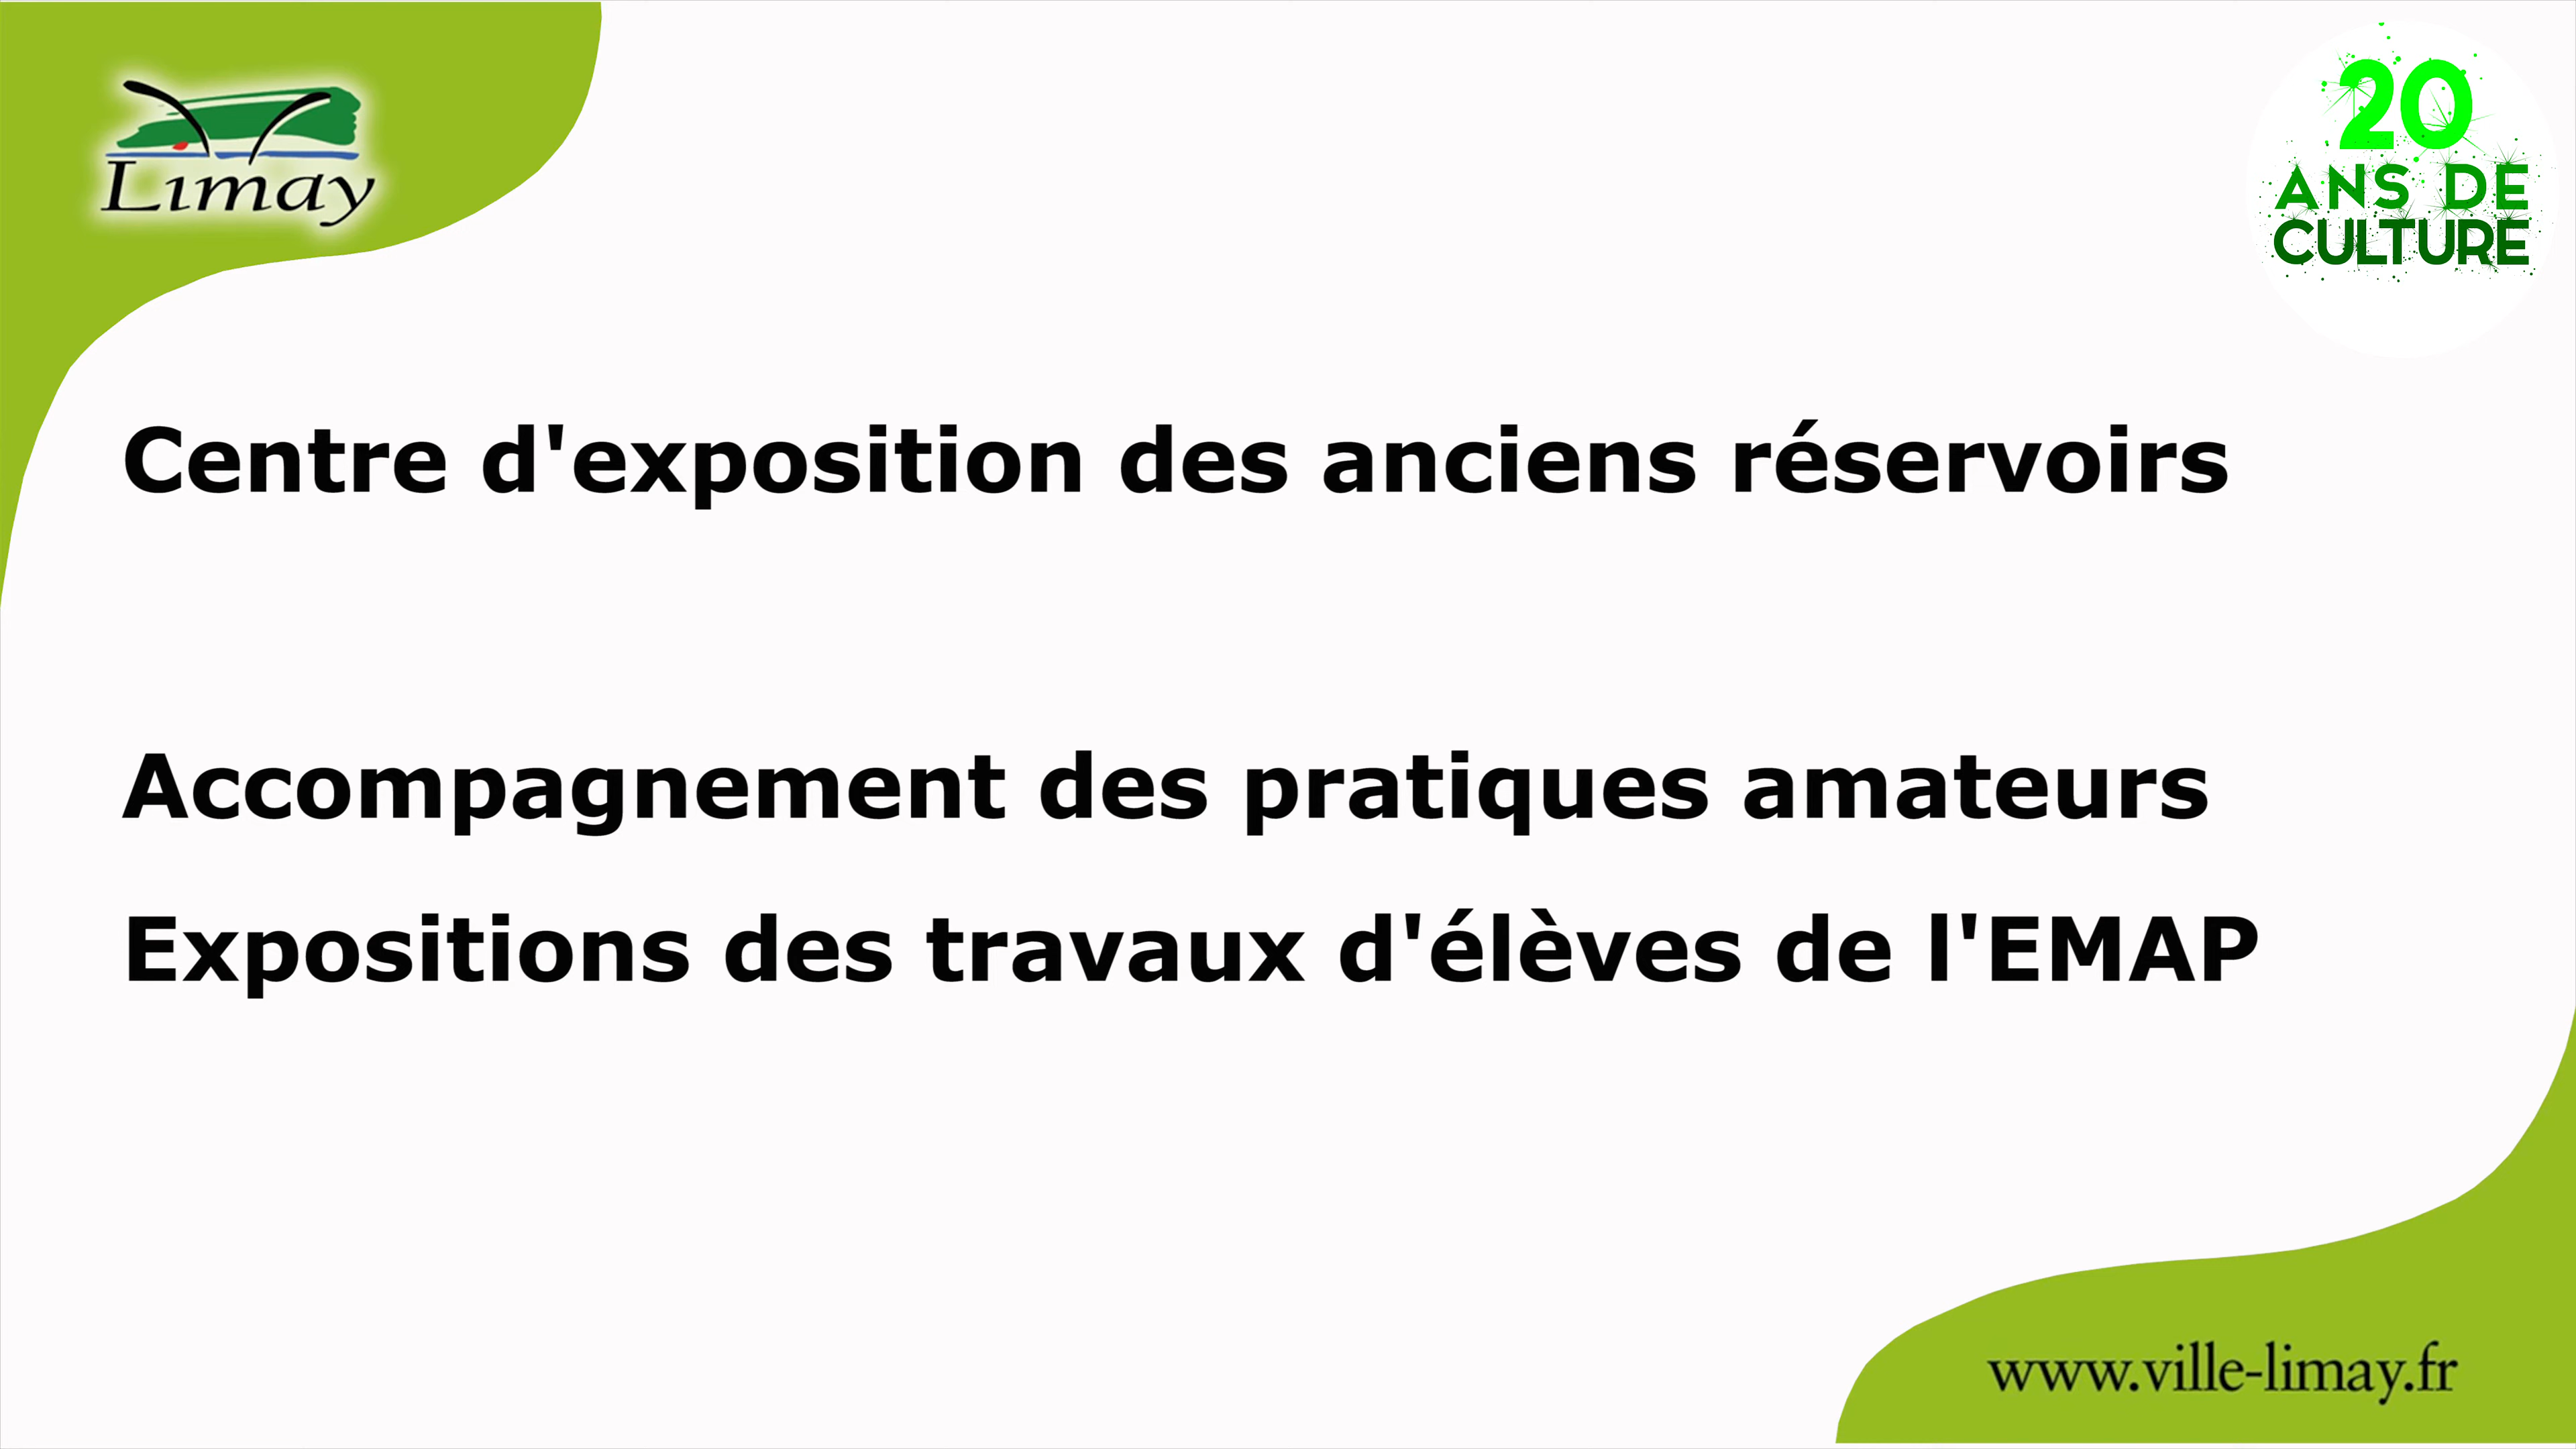 Limay
20
ANS DE
CULTURE
Centre d'exposition des anciens réservoirs
Accompagnement des pratiques amateurs
Expositions des travaux d'élèves de l'EMAP
www.ville-limay.fr